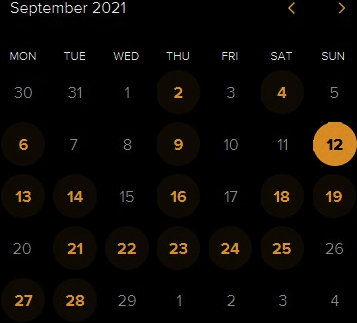 September 2021
MON TUE WED THU FRI SAT SUN
30 31 1 2 3 4 5
6 7 8 9 10 11 12
13 14 15 16 17 18 19
20 21 22 23 24 25 26
27 28 29 1 2 3 4